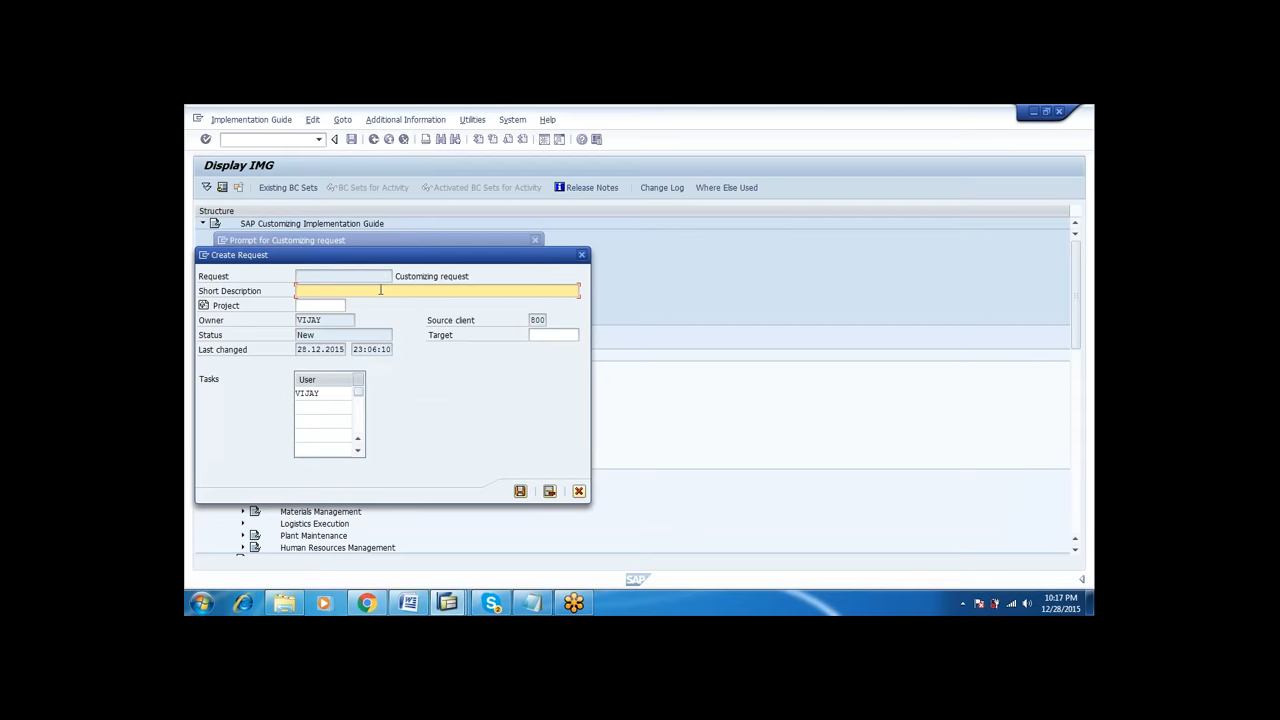 Implementation Guide Edit Goto Additional Information Utilities System Help
Display IMG
Existing BC Sets BC Sets for Activity Activated BC Sets for Activity Release Notes Change Log Where Else Used
Structure
SAP Customizing Implementation Guide
Prompt for Customizing request
Create Request
Request Customizing request
Short Description
Project
Owner VIJAY Source client 800
Status New Target
Last changed 28.12.2015 23:06:10
Tasks User
VIJAY
Materials Management
Logistics Execution
Plant Maintenance
Human Resources Management
SAP
10:17 PM
12/28/2015